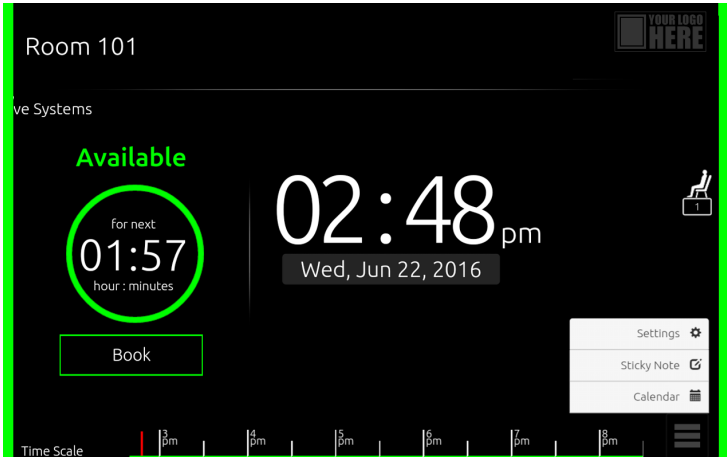 YOUR LOGO
HERE
Room 101
ve Systems
Available
for next
01:57
hour : minutes
Book
02:48 pm
Wed, Jun 22, 2016
1
Settings
Sticky Note
Calendar
Time Scale
3 pm
4 pm
5 pm
6 pm
7 pm
8 pm